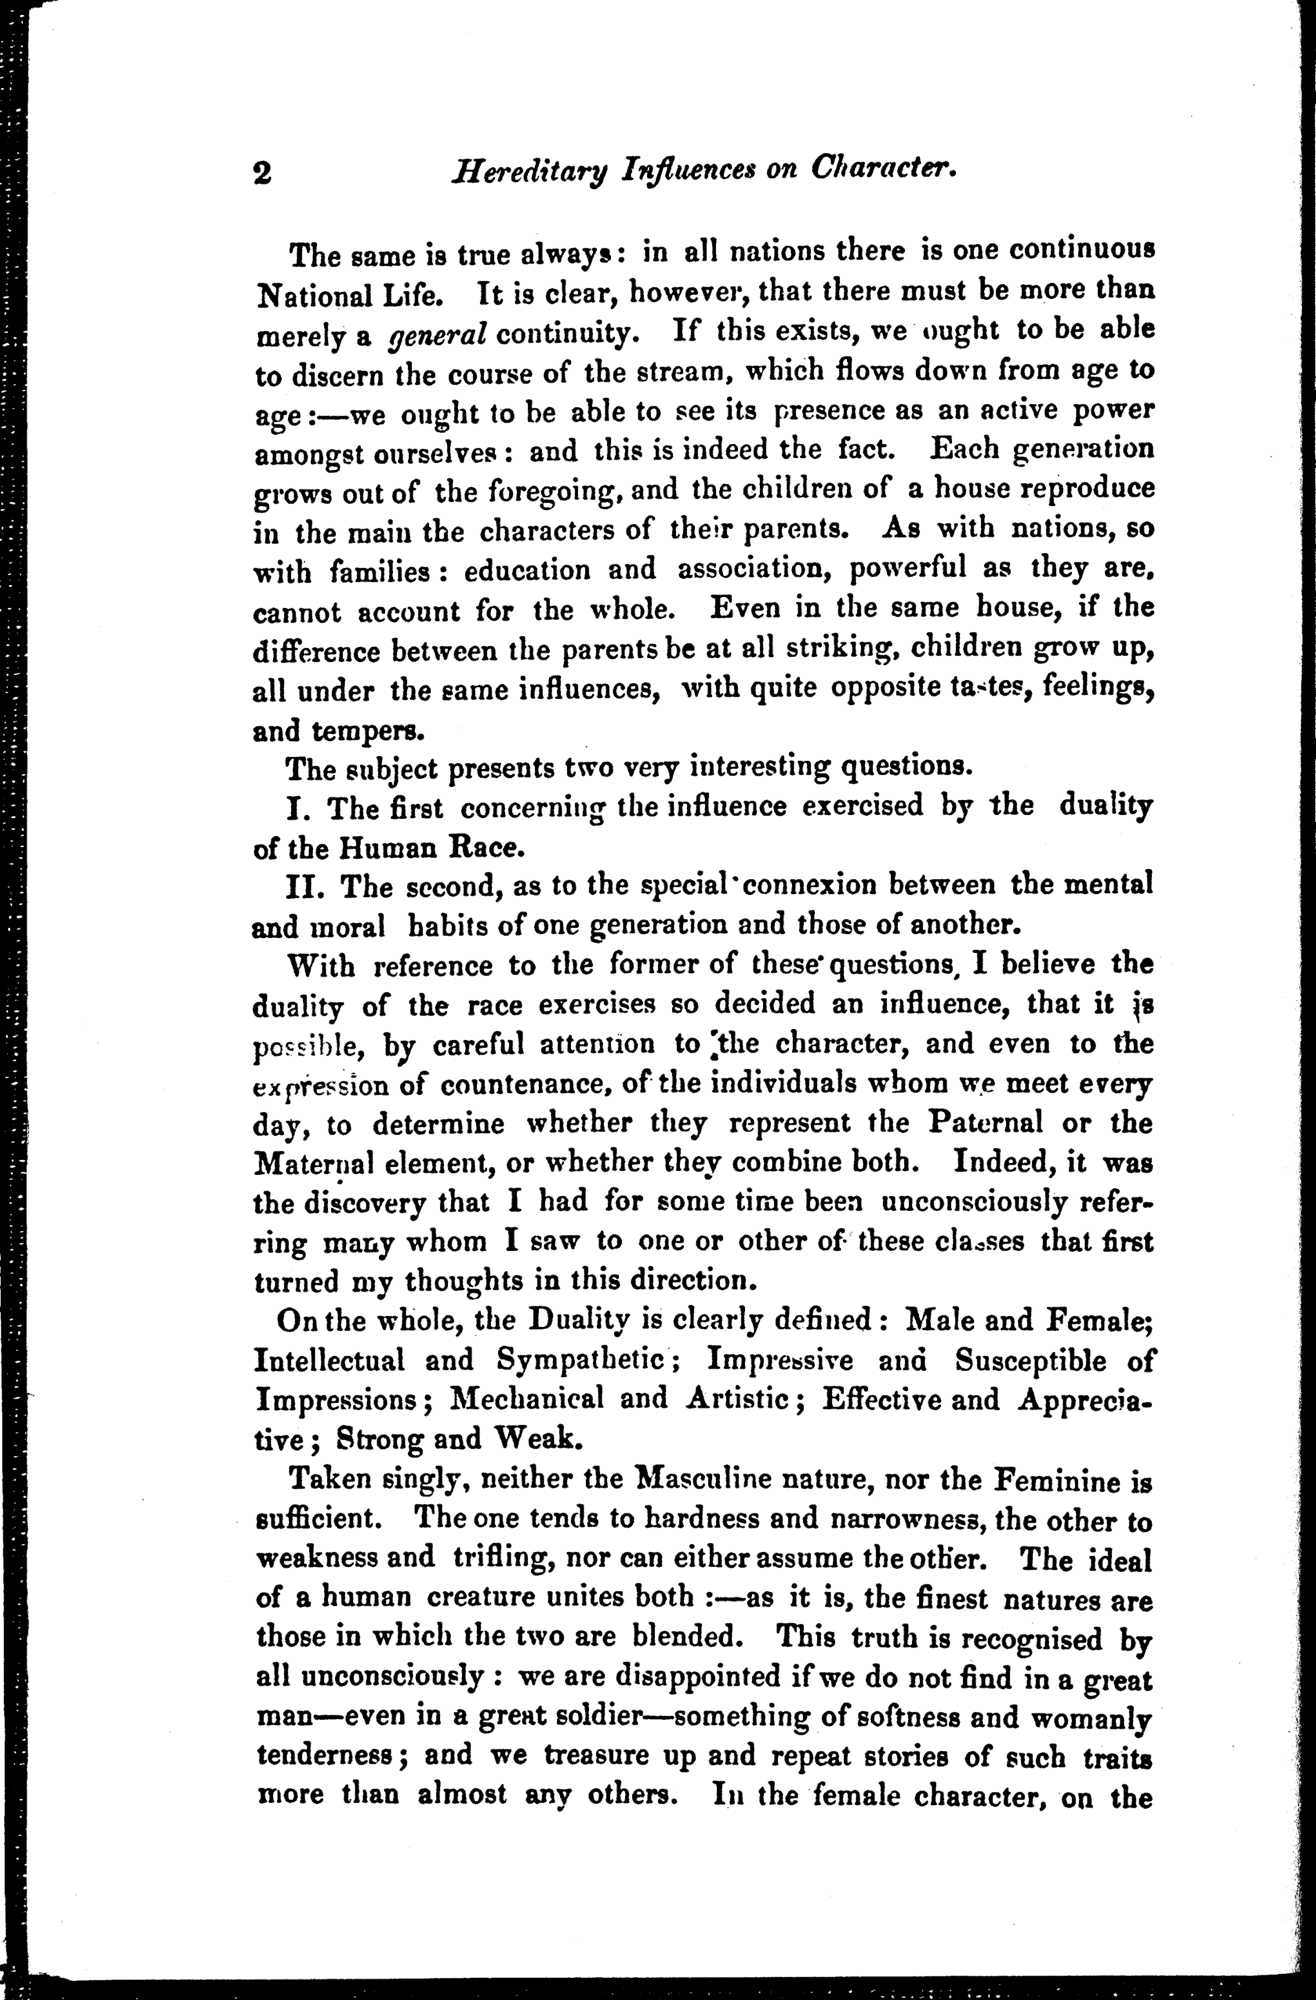 2 Hereditary Influences on Character.
The same is true always: in all nations there is one continuous
National Life. It is clear, however, that there must be more than
merely a general continuity. If this exists, we ought to be able
to discern the course of the stream, which flows down from age to
age:—we ought to be able to see its presence as an active power
amongst ourselves: and this is indeed the fact. Each generation
grows out of the foregoing, and the children of a house reproduce
in the main the characters of their parents. As with nations, so
with families: education and association, powerful as they are,
cannot account for the whole. Even in the same house, if the
difference between the parents be at all striking, children grow up,
all under the same influences, with quite opposite tastes, feelings,
and tempers.
The subject presents two very interesting questions.
I. The first concerning the influence exercised by the duality
of the Human Race.
II. The second, as to the special connexion between the mental
and moral habits of one generation and those of another.
With reference to the former of these questions, I believe the
duality of the race exercises so decided an influence, that it is
possible, by careful attention to the character, and even to the
expression of countenance, of the individuals whom we meet every
day, to determine whether they represent the Paternal or the
Maternal element, or whether they combine both. Indeed, it was
the discovery that I had for some time been unconsciously refer-
ring many whom I saw to one or other of these classes that first
turned my thoughts in this direction.
On the whole, the Duality is clearly defined: Male and Female;
Intellectual and Sympathetic; Impressive and Susceptible of
Impressions; Mechanical and Artistic; Effective and Apprecia-
tive; Strong and Weak.
Taken singly, neither the Masculine nature, nor the Feminine is
sufficient. The one tends to hardness and narrowness, the other to
weakness and trifling, nor can either assume the other. The ideal
of a human creature unites both:—as it is, the finest natures are
those in which the two are blended. This truth is recognised by
all unconsciously: we are disappointed if we do not find in a great
man—even in a great soldier—something of softness and womanly
tenderness; and we treasure up and repeat stories of such traits
more than almost any others. In the female character, on the